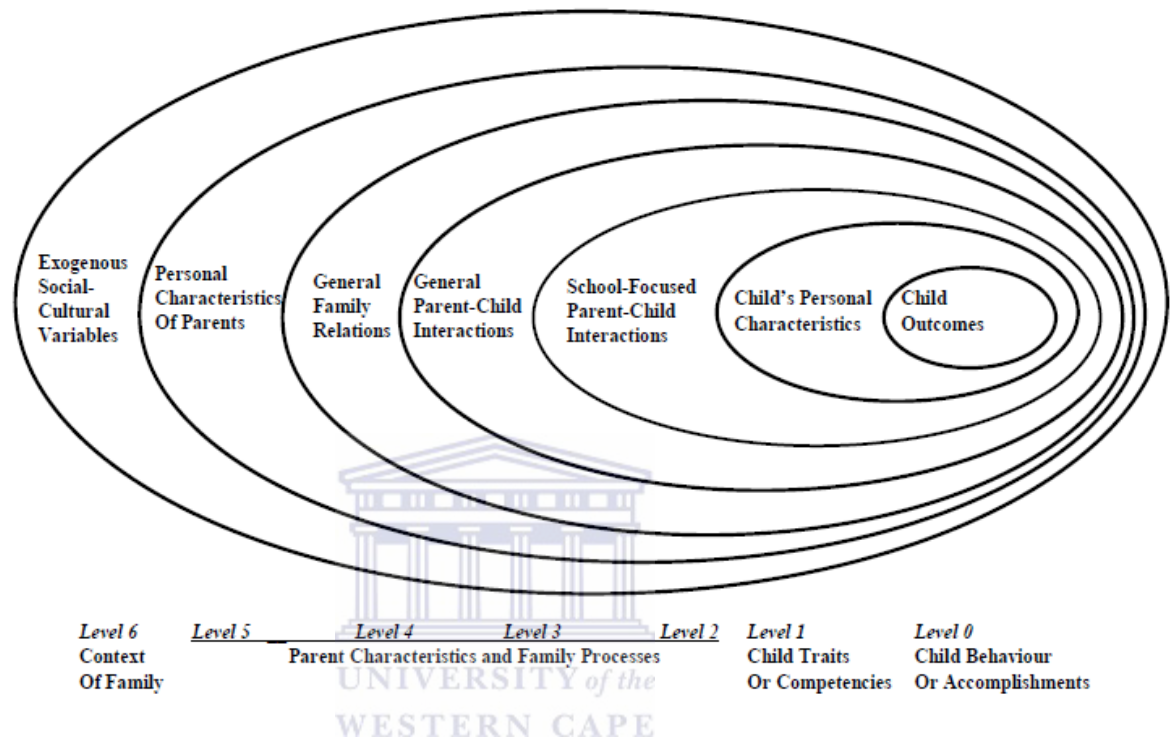 Exogenous
Social-
Cultural
Variables
Personal
Characteristics
Of Parents
General
Family
Relations
General
Parent-Child
Interactions
School-Focused
Parent-Child
Interactions
Child's Personal
Characteristics
Child
Outcomes
Level 6 Level 5 Level 4 Level 3 Level 2 Level 1 Level 0
Context Parent Characteristics and Family Processes Child Traits Child Behaviour
Of Family Or Competencies Or Accomplishments
UNIVERSITY of the
WESTERN CAPE